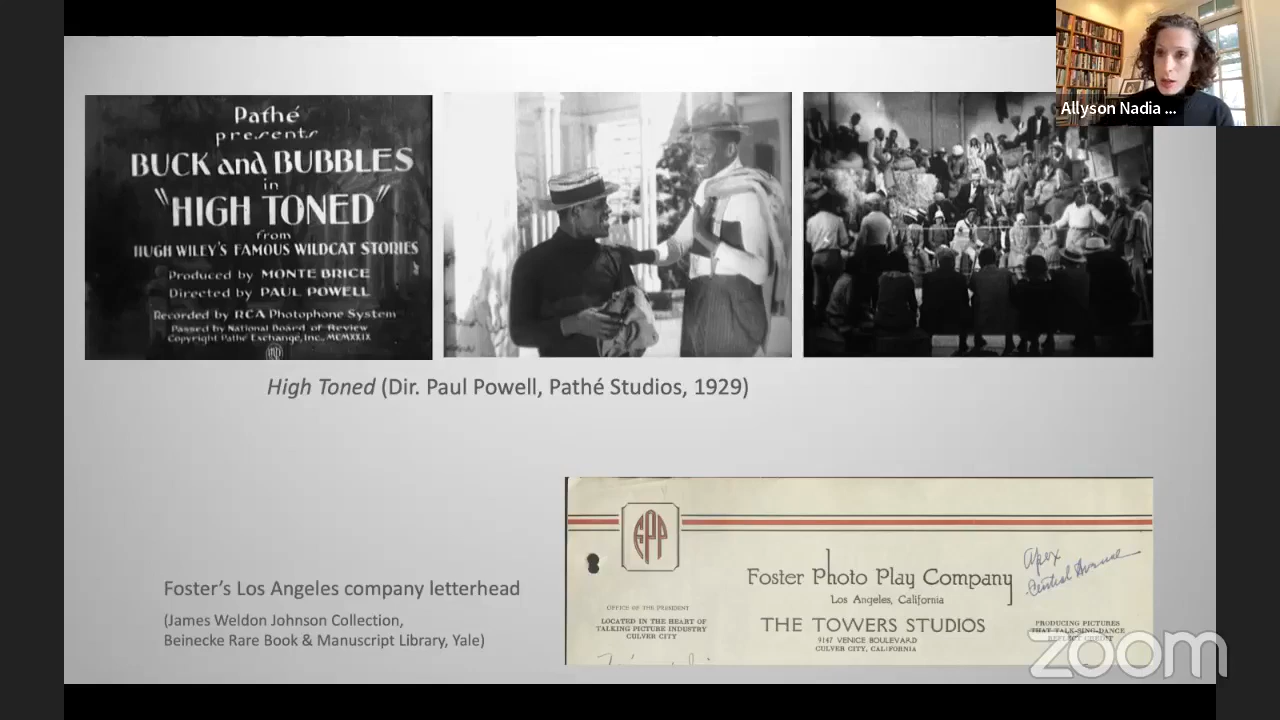 Allyson Nadia ...
Pathé
presents
BUCK and BUBBLES
in
"HIGH TONED"
from
HUGH WILEY'S FAMOUS WILDCAT STORIES
Produced by MONTE BRICE
Directed by PAUL POWELL
Recorded by RCA Photophone System
Passed by National Board of Review
Copyright Pathé Exchange, Inc., MCMXXIX
High Toned (Dir. Paul Powell, Pathé Studios, 1929)
Foster's Los Angeles company letterhead
(James Weldon Johnson Collection,
Beinecke Rare Book & Manuscript Library, Yale)
FPP
Foster Photo Play Company
Los Angeles, California
THE TOWERS STUDIOS
9147 VENICE BOULEVARD
CULVER CITY, CALIFORNIA
OFFICE OF THE PRESIDENT
LOCATED IN THE HEART OF
TALKING PICTURE INDUSTRY
CULVER CITY
Apex
Central Avenue
PRODUCING PICTURES
THAT TALK-SING-DANCE
REFLECT CREDIT
zoom